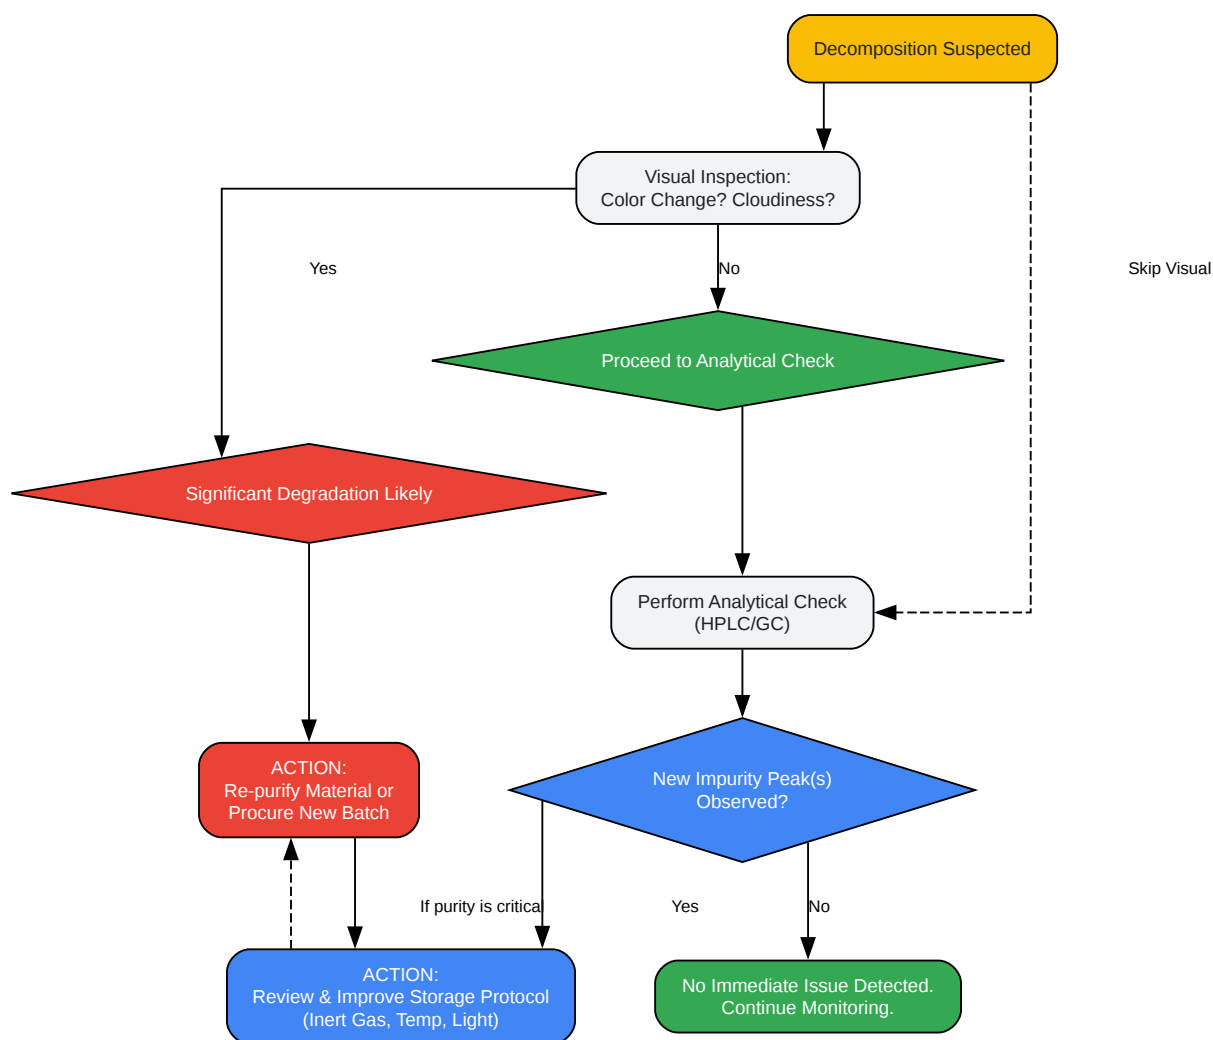 Decomposition Suspected
Visual Inspection:
Color Change? Cloudiness?
Yes
No
Skip Visual
Proceed to Analytical Check
Significant Degradation Likely
Perform Analytical Check
(HPLC/GC)
ACTION:
Re-purify Material or
Procure New Batch
New Impurity Peak(s)
Observed?
If purity is critical
Yes
No
ACTION:
Review & Improve Storage Protocol
(Inert Gas, Temp, Light)
No Immediate Issue Detected.
Continue Monitoring.